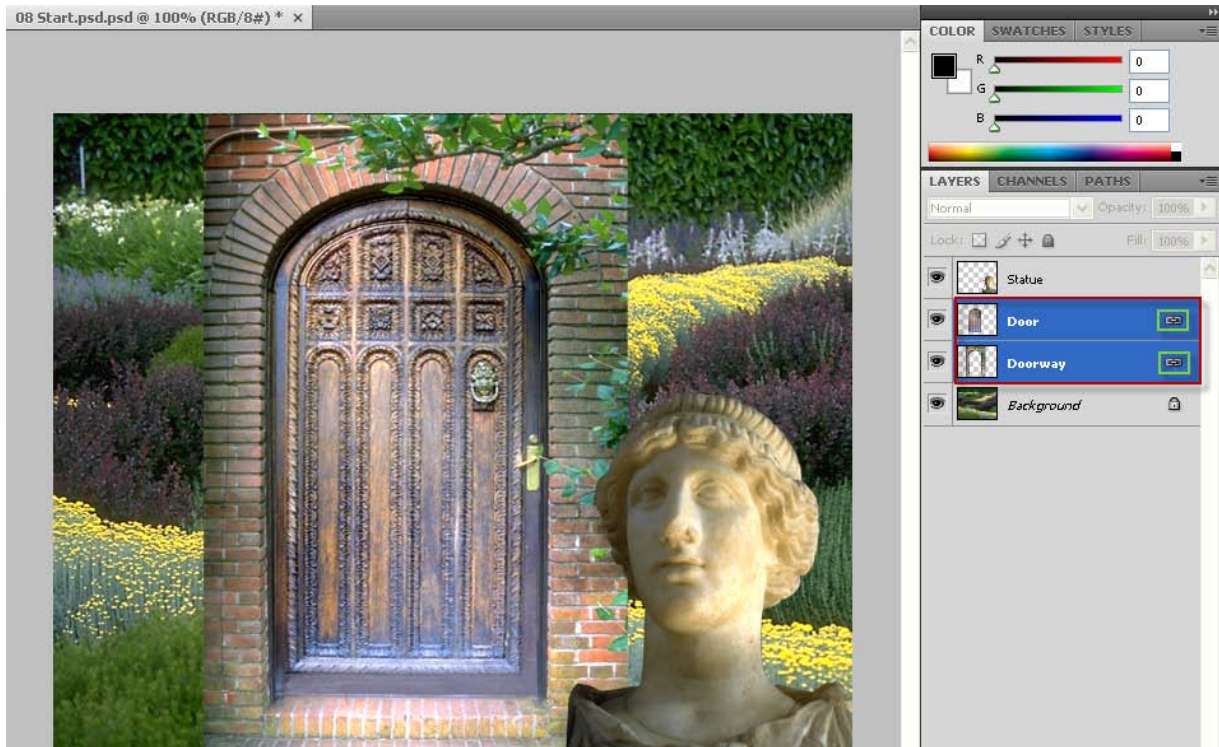 08 Start.psd.psd @ 100% (RGB/8#) * ×
COLOR SWATCHES STYLES
R 0
G 0
B 0
LAYERS CHANNELS PATHS
Normal Opacity: 100%
Lock: Fill: 100%
Statue
Door
Doorway
Background